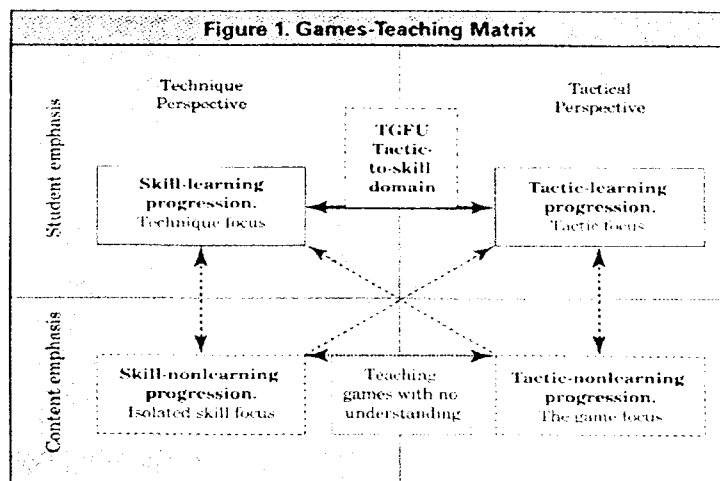 Figure 1. Games-Teaching Matrix
Technique
Perspective
Tactical
Perspective
Student emphasis
TGFU
Tactic-
to-skill
domain
Skill-learning
progression.
Technique focus
Tactic-learning
progression.
Tactic focus
Content emphasis
Skill-nonlearning
progression.
Isolated skill focus
Teaching
games with no
understanding
Tactic-nonlearning
progression.
The game focus